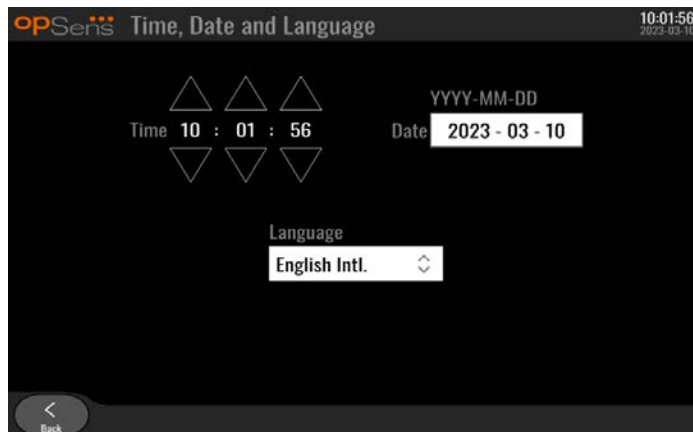 opSens Time, Date and Language 10:01:56
2023-03-10
YYYY-MM-DD
Time 10 : 01 : 56 Date 2023 - 03 - 10
Language
English Intl.
Back